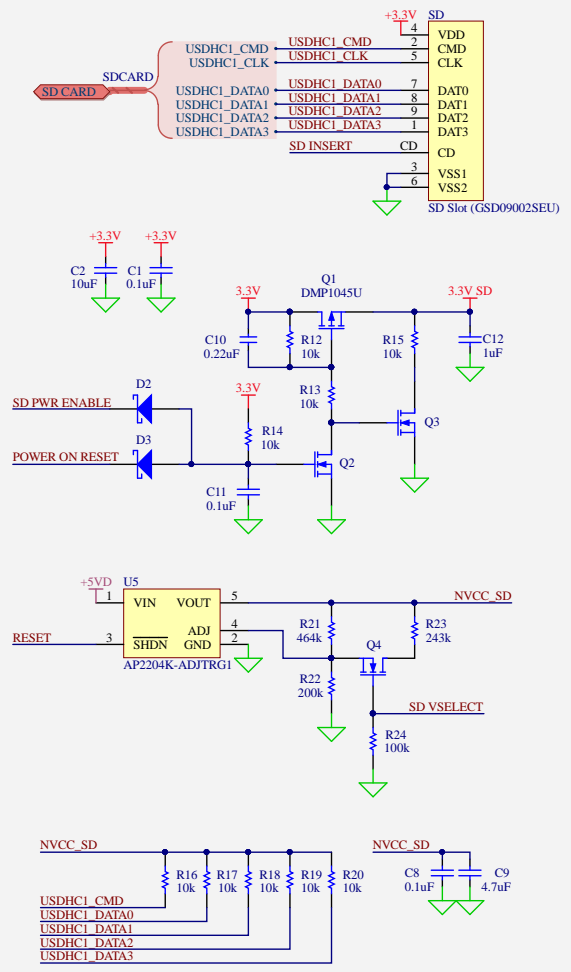 +3.3V
SD
4 VDD
USDHC1_CMD USDHC1_CMD 2 CMD
USDHC1_CLK USDHC1_CLK 5 CLK
SDCARD
SD CARD
USDHC1_DATA0 USDHC1_DATA0 7 DAT0
USDHC1_DATA1 USDHC1_DATA1 8 DAT1
USDHC1_DATA2 USDHC1_DATA2 9 DAT2
USDHC1_DATA3 USDHC1_DATA3 1 DAT3
SD INSERT CD CD
3 VSS1
6 VSS2
SD Slot (GSD09002SEU)
+3.3V +3.3V
C2 C1
10uF 0.1uF
Q1
DMP1045U
3.3V 3.3V SD
C10 R12 R15 C12
0.22uF 10k 10k 1uF
D2
3.3V
R13
10k
SD PWR ENABLE
Q3
R14
10k
D3
POWER ON RESET
Q2
C11
0.1uF
+5VD
U5
1 VIN VOUT 5
NVCC_SD
ADJ 4
RESET 3 SHDN GND 2
AP2204K-ADJTRG1
R21 R23
464k 243k
Q4
R22
200k
SD VSELECT
R24
100k
NVCC_SD NVCC_SD
R16 R17 R18 R19 R20
10k 10k 10k 10k 10k
C8 C9
0.1uF 4.7uF
USDHC1_CMD
USDHC1_DATA0
USDHC1_DATA1
USDHC1_DATA2
USDHC1_DATA3